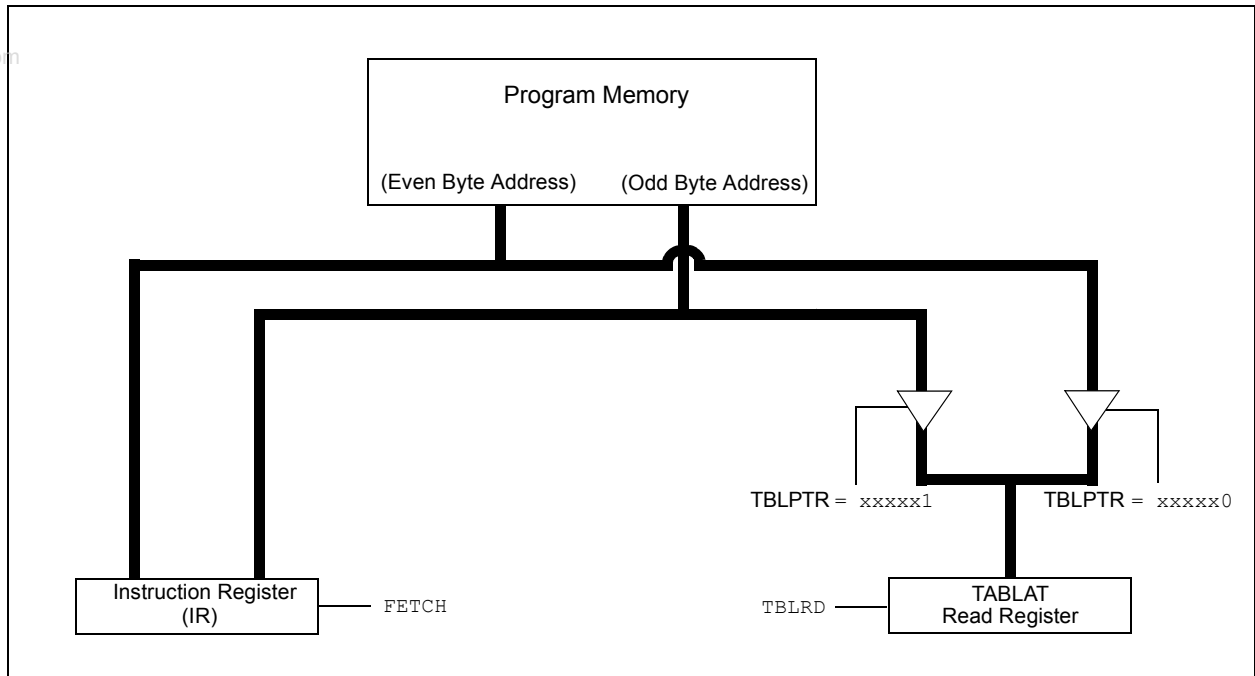 om
Program Memory
(Even Byte Address) (Odd Byte Address)
TBLPTR = xxxxx1 TBLPTR = xxxxx0
Instruction Register
(IR)
FETCH
TBLRD
TABLAT
Read Register